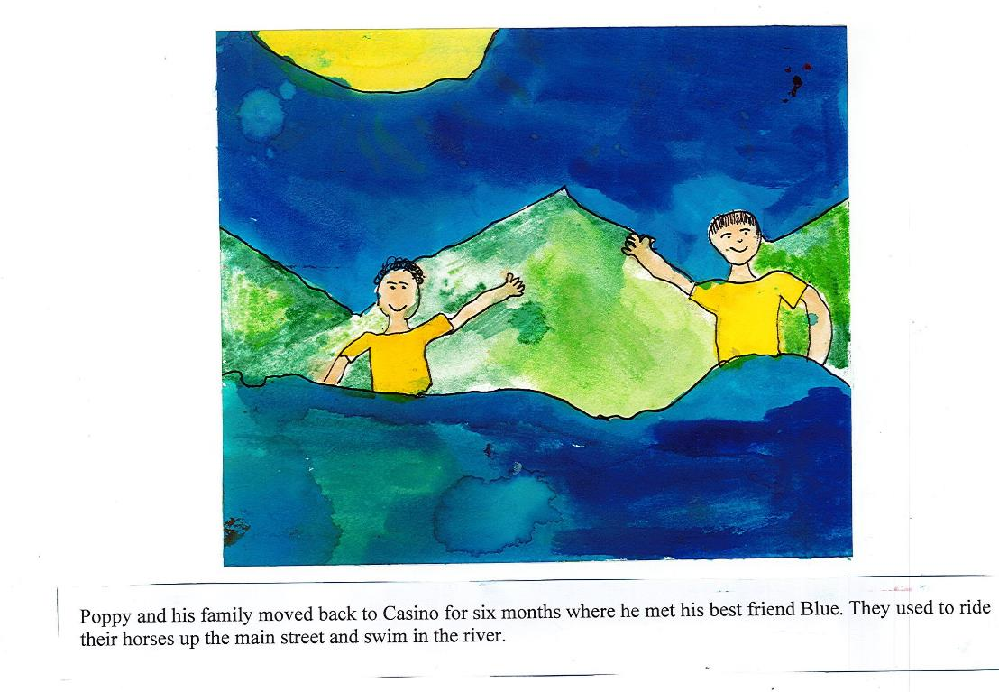 Poppy and his family moved back to Casino for six months where he met his best friend Blue. They used to ride
their horses up the main street and swim in the river.